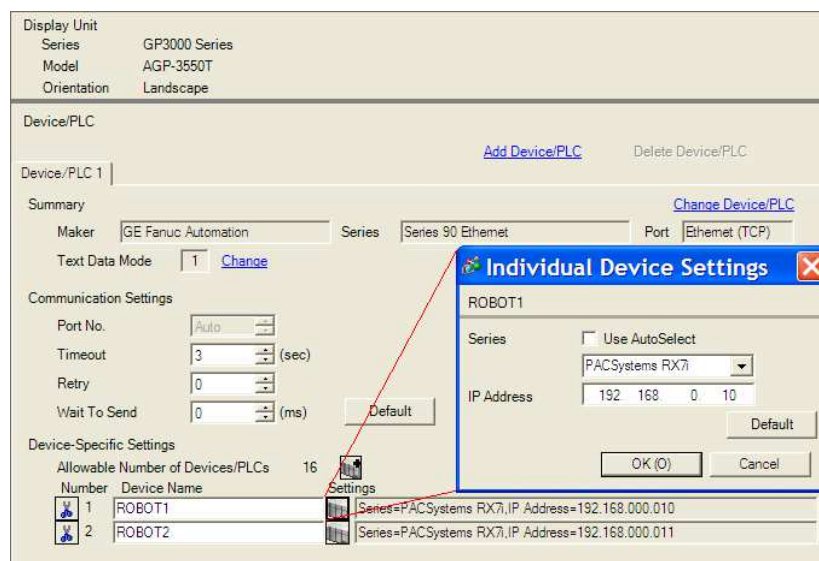 Display Unit
Series GP3000 Series
Model AGP-3550T
Orientation Landscape
Device/PLC
Add Device/PLC Delete Device/PLC
Device/PLC 1
Summary Change Device/PLC
Maker GE Fanuc Automation Series Series 90 Ethernet Port Ethernet (TCP)
Text Data Mode 1 Change
Communication Settings
Port No. Auto
Timeout 3 (sec)
Retry 0
Wait To Send 0 (ms) Default
Device-Specific Settings
Allowable Number of Devices/PLCs 16
Number Device Name Settings
1 ROBOT1 Series=PACSystems RX7i,IP Address=192.168.000.010
2 ROBOT2 Series=PACSystems RX7i,IP Address=192.168.000.011
Individual Device Settings
ROBOT1
Series Use AutoSelect
PACSystems RX7i
IP Address 192 168 0 10
Default
OK (O) Cancel